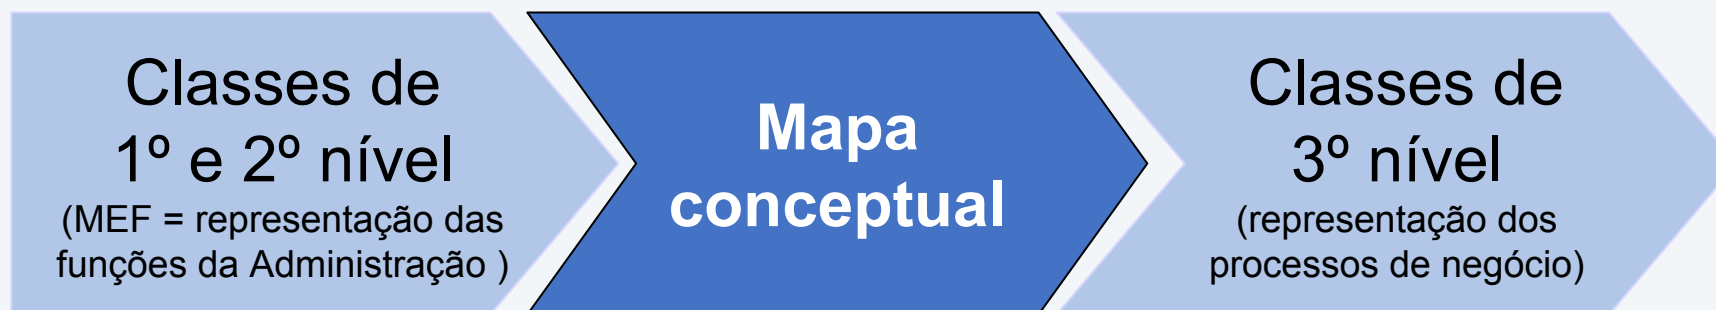 Classes de
1º e 2º nível
(MEF = representação das
funções da Administração )
Mapa
conceptual
Classes de
3º nível
(representação dos
processos de negócio)